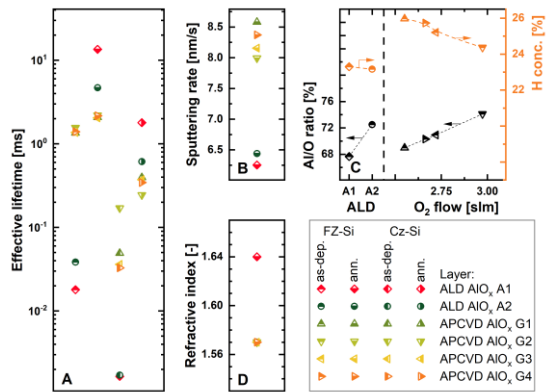 Effective lifetime [ms]
10¹
10⁰
10⁻¹
10⁻²
A
Sputtering rate [nm/s]
8.5
8.0
7.5
7.0
6.5
B
Al/O ratio [%]
76
72
68
C
A1 A2 2.75 3.00
ALD O₂ flow [slm]
26
25
24
23
22
H conc. [%]
Refractive index [-]
1.64
1.60
1.56
D
FZ-Si Cz-Si
as-dep. ann. as-dep. ann.
Layer:
ALD AlOₓ A1
ALD AlOₓ A2
APCVD AlOₓ G1
APCVD AlOₓ G2
APCVD AlOₓ G3
APCVD AlOₓ G4